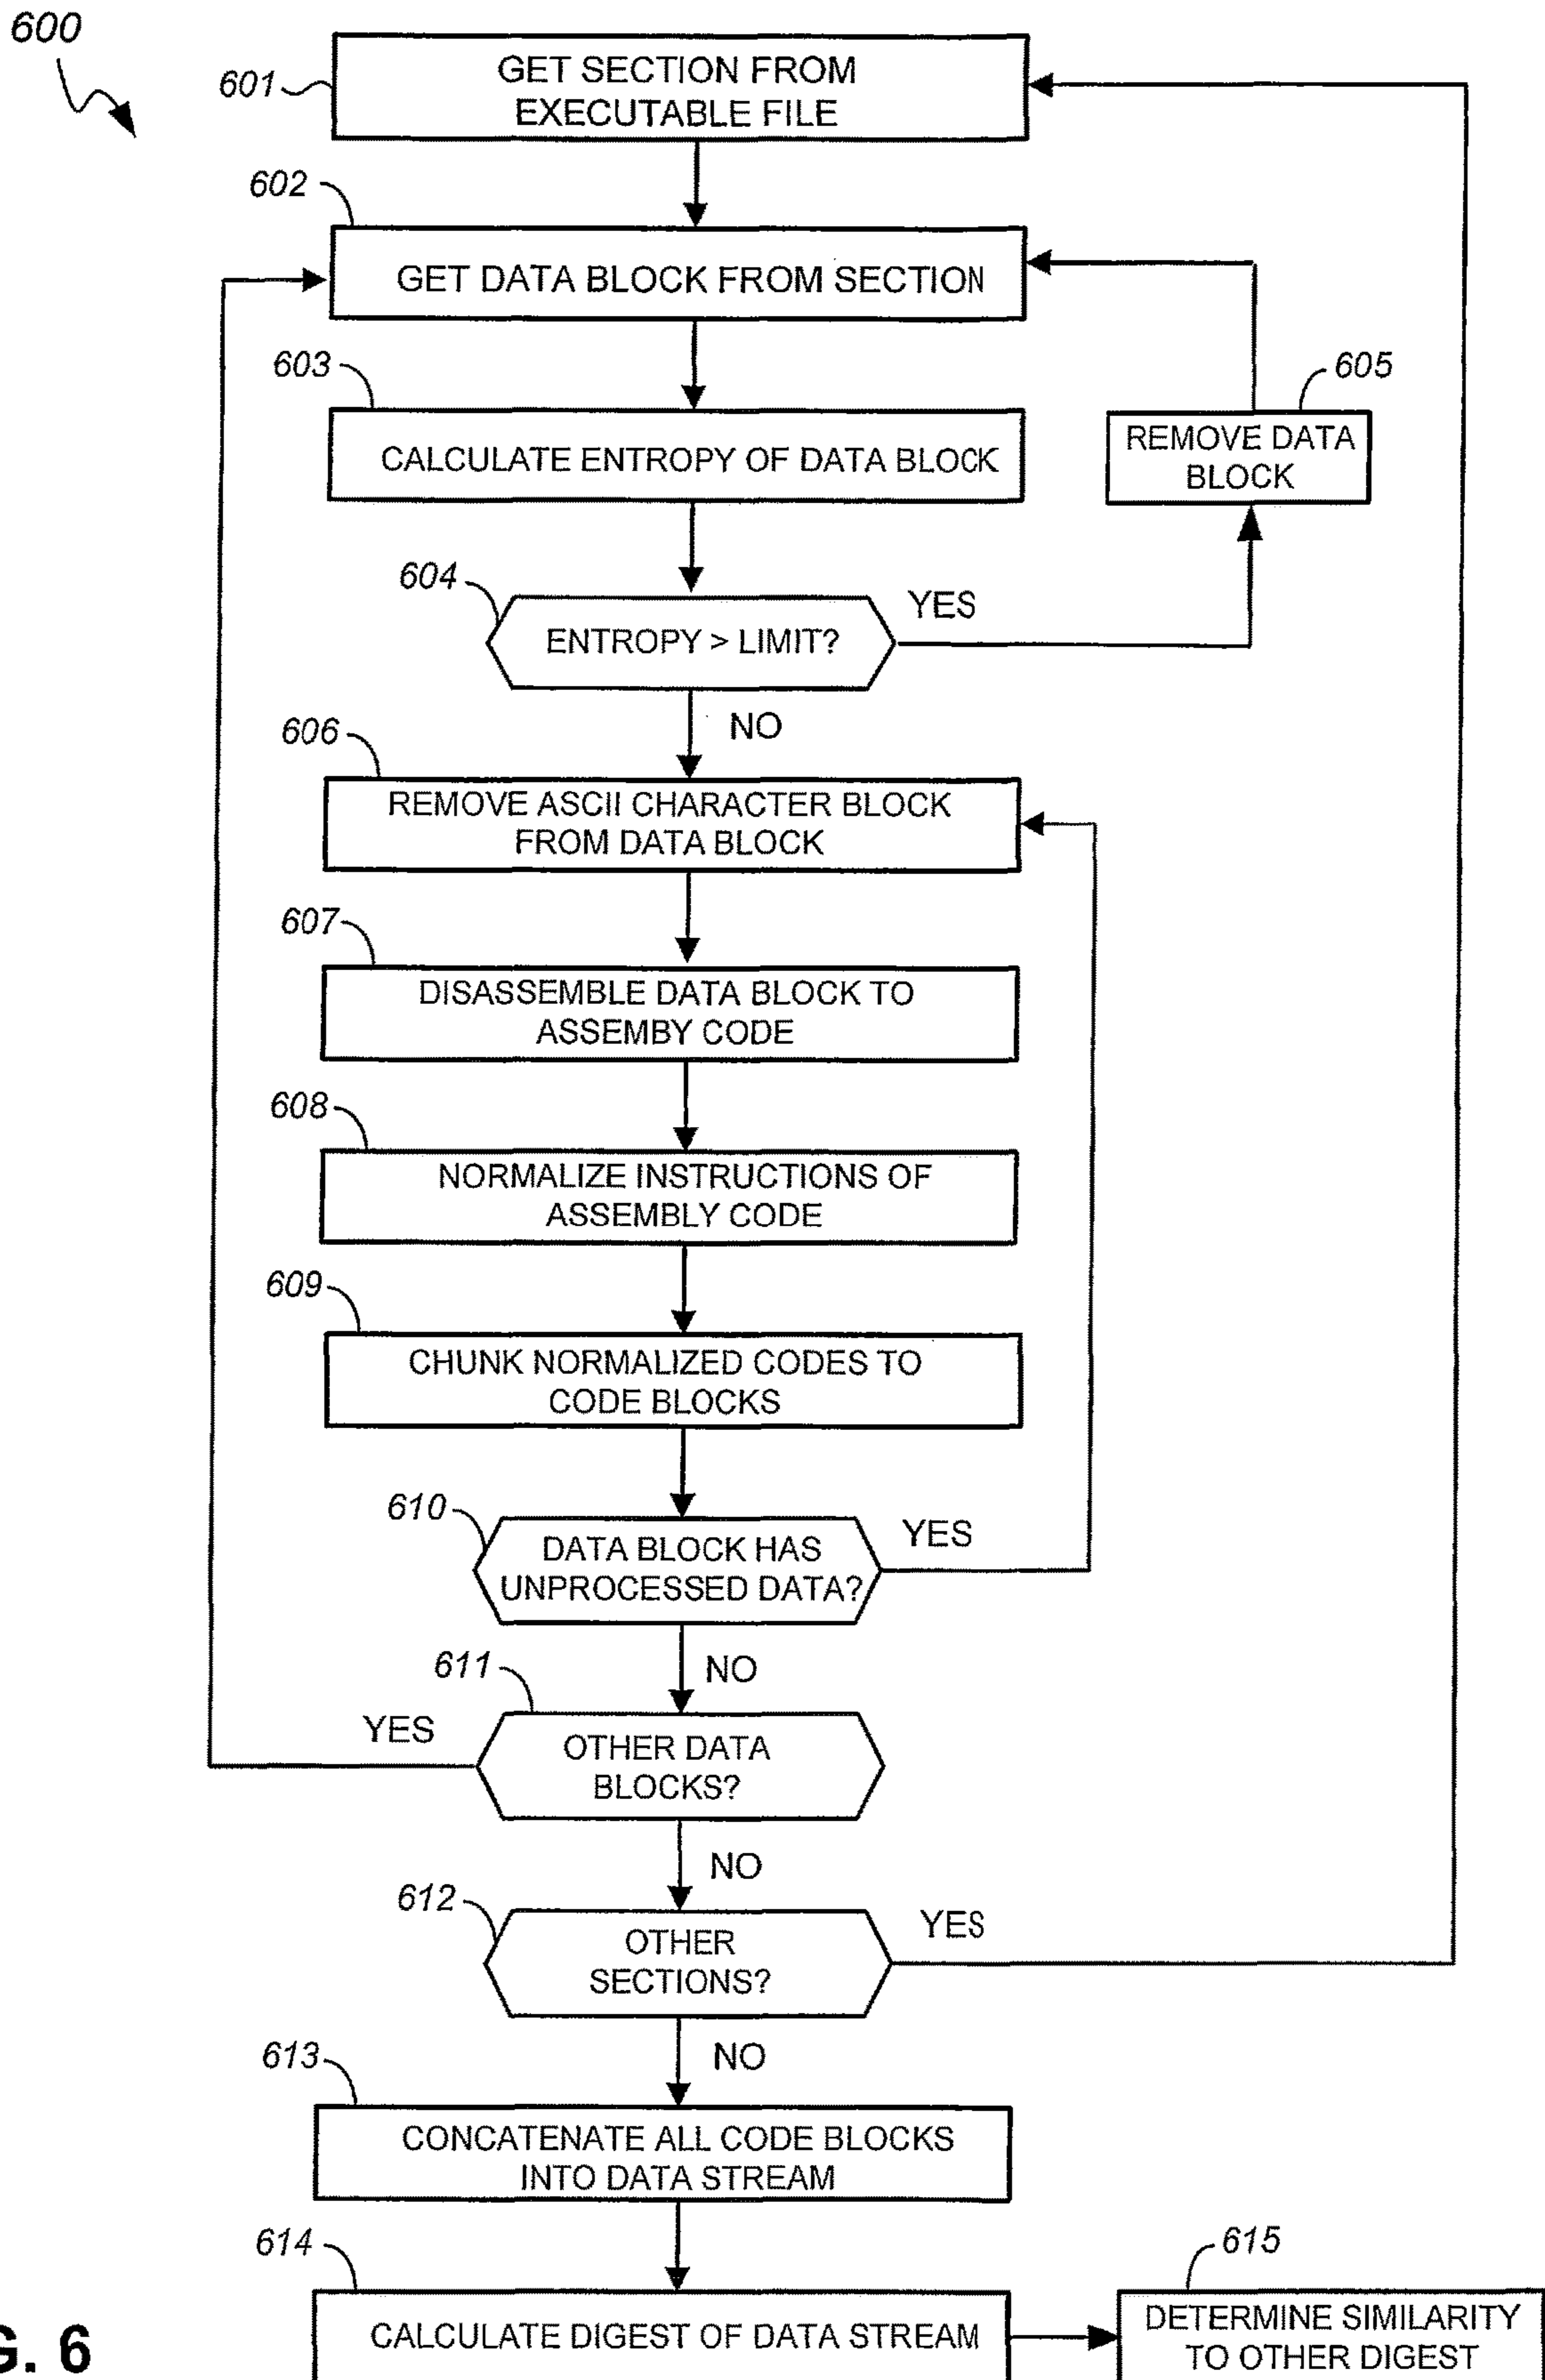 600
601
GET SECTION FROM
EXECUTABLE FILE
602
GET DATA BLOCK FROM SECTION
603
CALCULATE ENTROPY OF DATA BLOCK
605
REMOVE DATA
BLOCK
604
ENTROPY > LIMIT?
YES
NO
606
REMOVE ASCII CHARACTER BLOCK
FROM DATA BLOCK
607
DISASSEMBLE DATA BLOCK TO
ASSEMBY CODE
608
NORMALIZE INSTRUCTIONS OF
ASSEMBLY CODE
609
CHUNK NORMALIZED CODES TO
CODE BLOCKS
610
DATA BLOCK HAS
UNPROCESSED DATA?
YES
NO
611
YES
OTHER DATA
BLOCKS?
NO
612
OTHER
SECTIONS?
YES
NO
613
CONCATENATE ALL CODE BLOCKS
INTO DATA STREAM
614
CALCULATE DIGEST OF DATA STREAM
615
DETERMINE SIMILARITY
TO OTHER DIGEST
G. 6